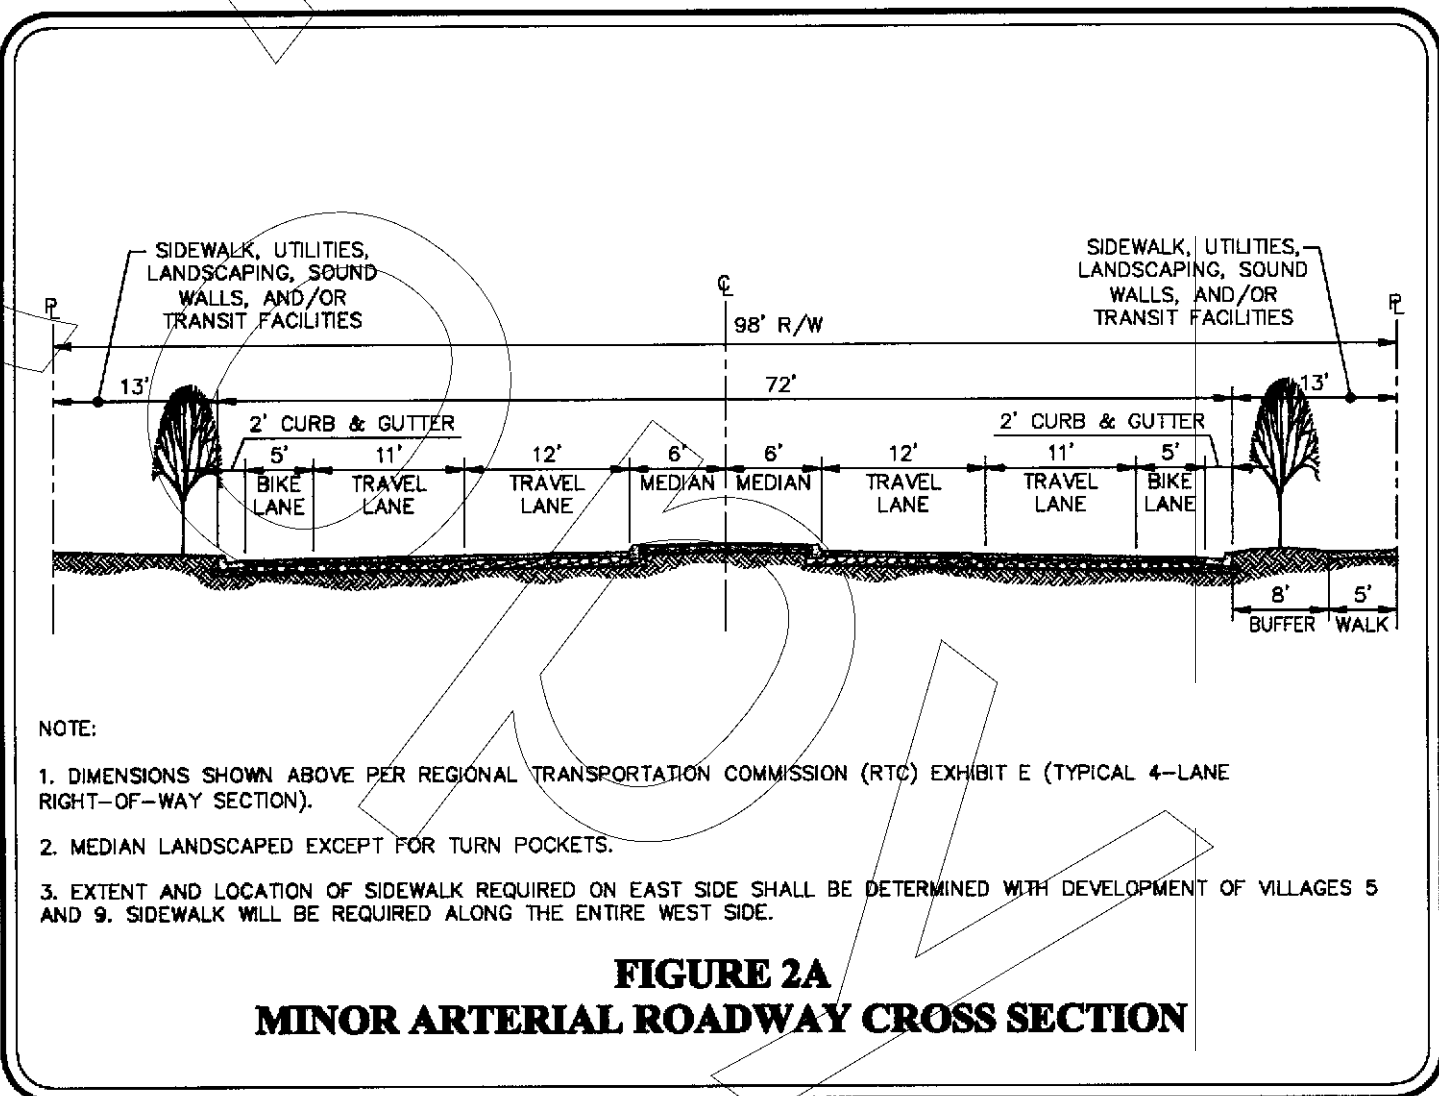 SIDEWALK, UTILITIES,
LANDSCAPING, SOUND
WALLS, AND/OR
TRANSIT FACILITIES
SIDEWALK, UTILITIES,
LANDSCAPING, SOUND
WALLS, AND/OR
TRANSIT FACILITIES
PL
CL
PL
98' R/W
13'
72'
13'
2' CURB & GUTTER
2' CURB & GUTTER
5'
BIKE
LANE
11'
TRAVEL
LANE
12'
TRAVEL
LANE
6'
MEDIAN
6'
MEDIAN
12'
TRAVEL
LANE
11'
TRAVEL
LANE
5'
BIKE
LANE
8'
BUFFER
5'
WALK
NOTE:
1. DIMENSIONS SHOWN ABOVE PER REGIONAL TRANSPORTATION COMMISSION (RTC) EXHIBIT E (TYPICAL 4-LANE
RIGHT-OF-WAY SECTION).
2. MEDIAN LANDSCAPED EXCEPT FOR TURN POCKETS.
3. EXTENT AND LOCATION OF SIDEWALK REQUIRED ON EAST SIDE SHALL BE DETERMINED WITH DEVELOPMENT OF VILLAGES 5
AND 9. SIDEWALK WILL BE REQUIRED ALONG THE ENTIRE WEST SIDE.
FIGURE 2A
MINOR ARTERIAL ROADWAY CROSS SECTION